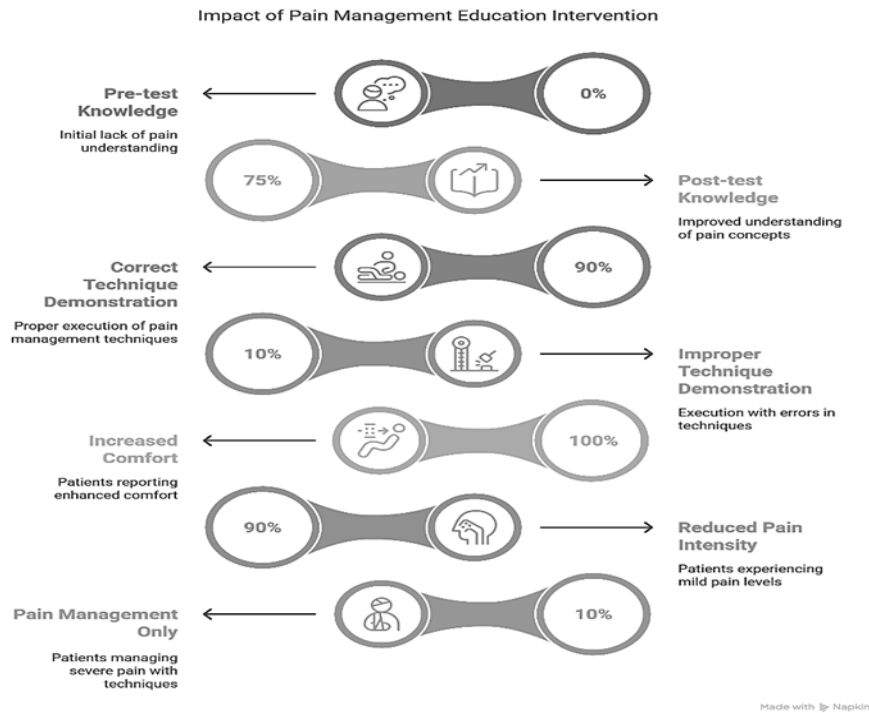 Impact of Pain Management Education Intervention
Pre-test
Knowledge
Initial lack of pain
understanding
0%
75%
Post-test
Knowledge
Improved understanding
of pain concepts
Correct
Technique
Demonstration
Proper execution of pain
management techniques
90%
10%
Improper
Technique
Demonstration
Execution with errors in
techniques
Increased
Comfort
Patients reporting
enhanced comfort
100%
90%
Reduced Pain
Intensity
Patients experiencing
mild pain levels
Pain Management
Only
Patients managing
severe pain with
techniques
10%
Made with Napkin